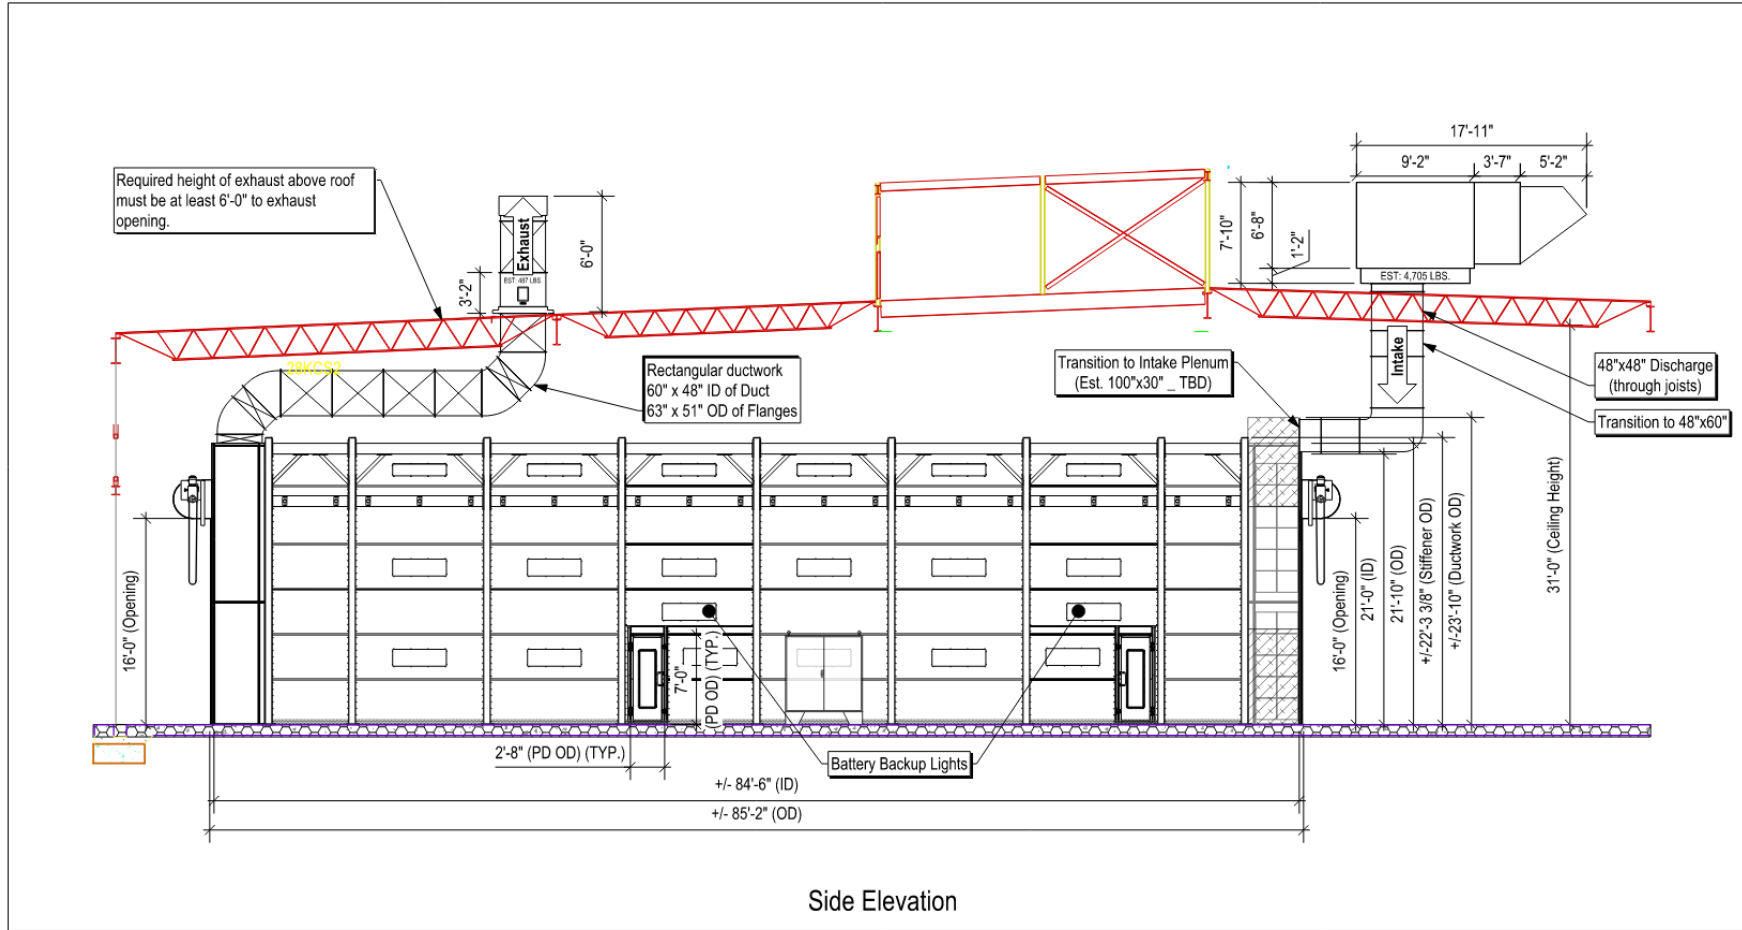 17'-11"
9'-2"
3'-7"
5'-2"
Required height of exhaust above roof
must be at least 6'-0" to exhaust
opening.
Exhaust
EST: 487 LBS.
6'-0"
3'-2"
7'-10"
6'-8"
1'-2"
EST: 4,705 LBS.
28KCS2
Rectangular ductwork
60" x 48" ID of Duct
63" x 51" OD of Flanges
Transition to Intake Plenum
(Est. 100"x30" _ TBD)
Intake
48"x48" Discharge
(through joists)
Transition to 48"x60"
16'-0" (Opening)
7'-0"
(PD OD) (TYP.)
16'-0" (Opening)
21'-0" (ID)
21'-10" (OD)
+/-22'-3 3/8" (Stiffener OD)
+/-23'-10" (Ductwork OD)
31'-0" (Ceiling Height)
2'-8" (PD OD) (TYP.)
Battery Backup Lights
+/- 84'-6" (ID)
+/- 85'-2" (OD)
Side Elevation